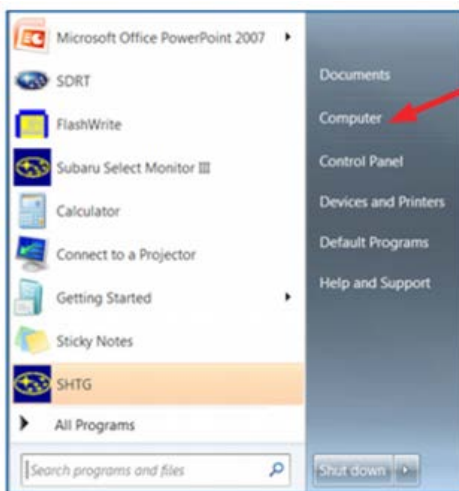 Microsoft Office PowerPoint 2007
SDRT
FlashWrite
Subaru Select Monitor III
Calculator
Connect to a Projector
Getting Started
Sticky Notes
SHTG
All Programs
Search programs and files
Documents
Computer
Control Panel
Devices and Printers
Default Programs
Help and Support
Shut down